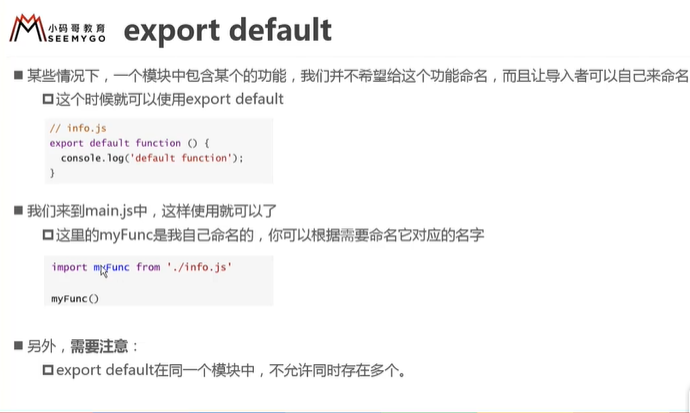 小码哥教育
SEEMYGO
export default
某些情况下，一个模块中包含某个的功能，我们并不希望给这个功能命名，而且让导入者可以自己来命名
这个时候就可以使用export default
// info.js
export default function () {
console.log('default function');
}
我们来到main.js中，这样使用就可以了
这里的myFunc是我自己命名的，你可以根据需要命名它对应的名字
import myFunc from './info.js'
myFunc()
另外，需要注意：
export default在同一个模块中，不允许同时存在多个。